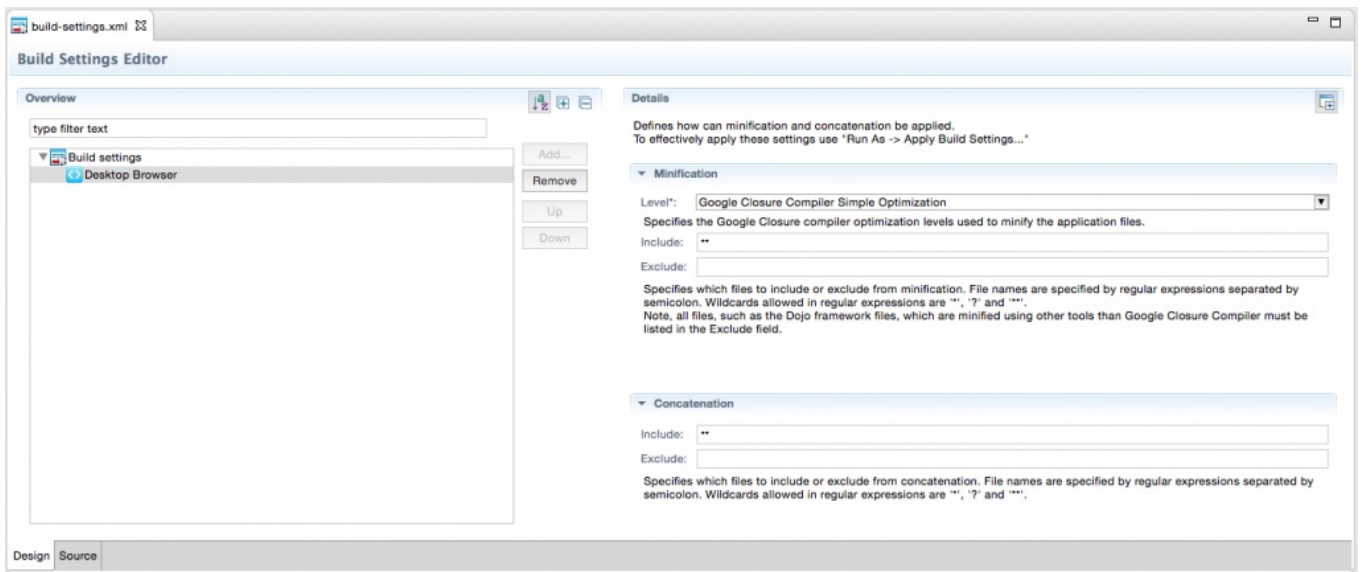 build-settings.xml
Build Settings Editor
Overview
type filter text
Build settings
Desktop Browser
Add...
Remove
Up
Down
Details
Defines how can minification and concatenation be applied.
To effectively apply these settings use "Run As -> Apply Build Settings..."
Minification
Level*: Google Closure Compiler Simple Optimization
Specifies the Google Closure compiler optimization levels used to minify the application files.
Include: **
Exclude:
Specifies which files to include or exclude from minification. File names are specified by regular expressions separated by
semicolon. Wildcards allowed in regular expressions are '*', '?' and '**'.
Note, all files, such as the Dojo framework files, which are minified using other tools than Google Closure Compiler must be
listed in the Exclude field.
Concatenation
Include: **
Exclude:
Specifies which files to include or exclude from concatenation. File names are specified by regular expressions separated by
semicolon. Wildcards allowed in regular expressions are '*', '?' and '**'.
Design Source